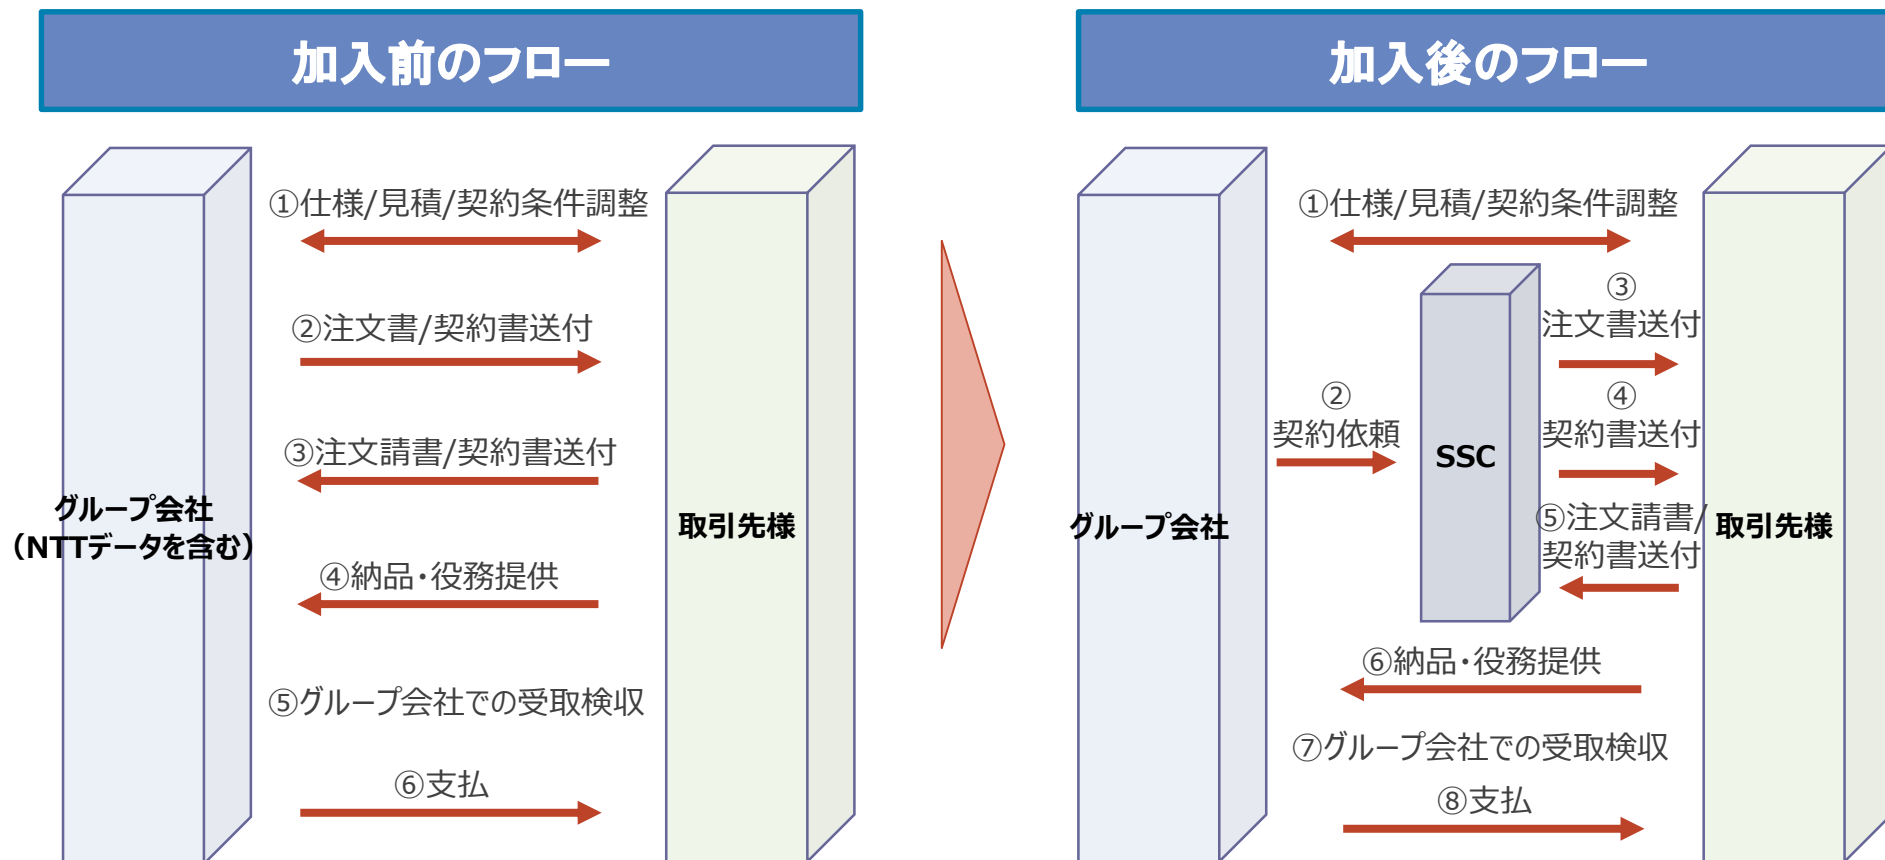 加入前のフロー
①仕様/見積/契約条件調整
②注文書/契約書送付
③注文請書/契約書送付
グループ会社
（NTTデータを含む）
取引先様
④納品・役務提供
⑤グループ会社での受取検収
⑥支払
加入後のフロー
①仕様/見積/契約条件調整
②
契約依頼
SSC
③
注文書送付
④
契約書送付
⑤注文請書/
契約書送付
グループ会社
取引先様
⑥納品・役務提供
⑦グループ会社での受取検収
⑧支払